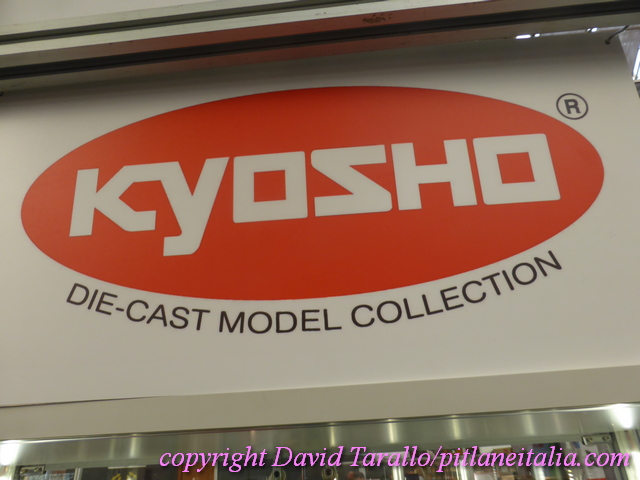 KYOSHO
®
DIE-CAST MODEL COLLECTION
copyright David Tarallo/pitlaneitalia.com